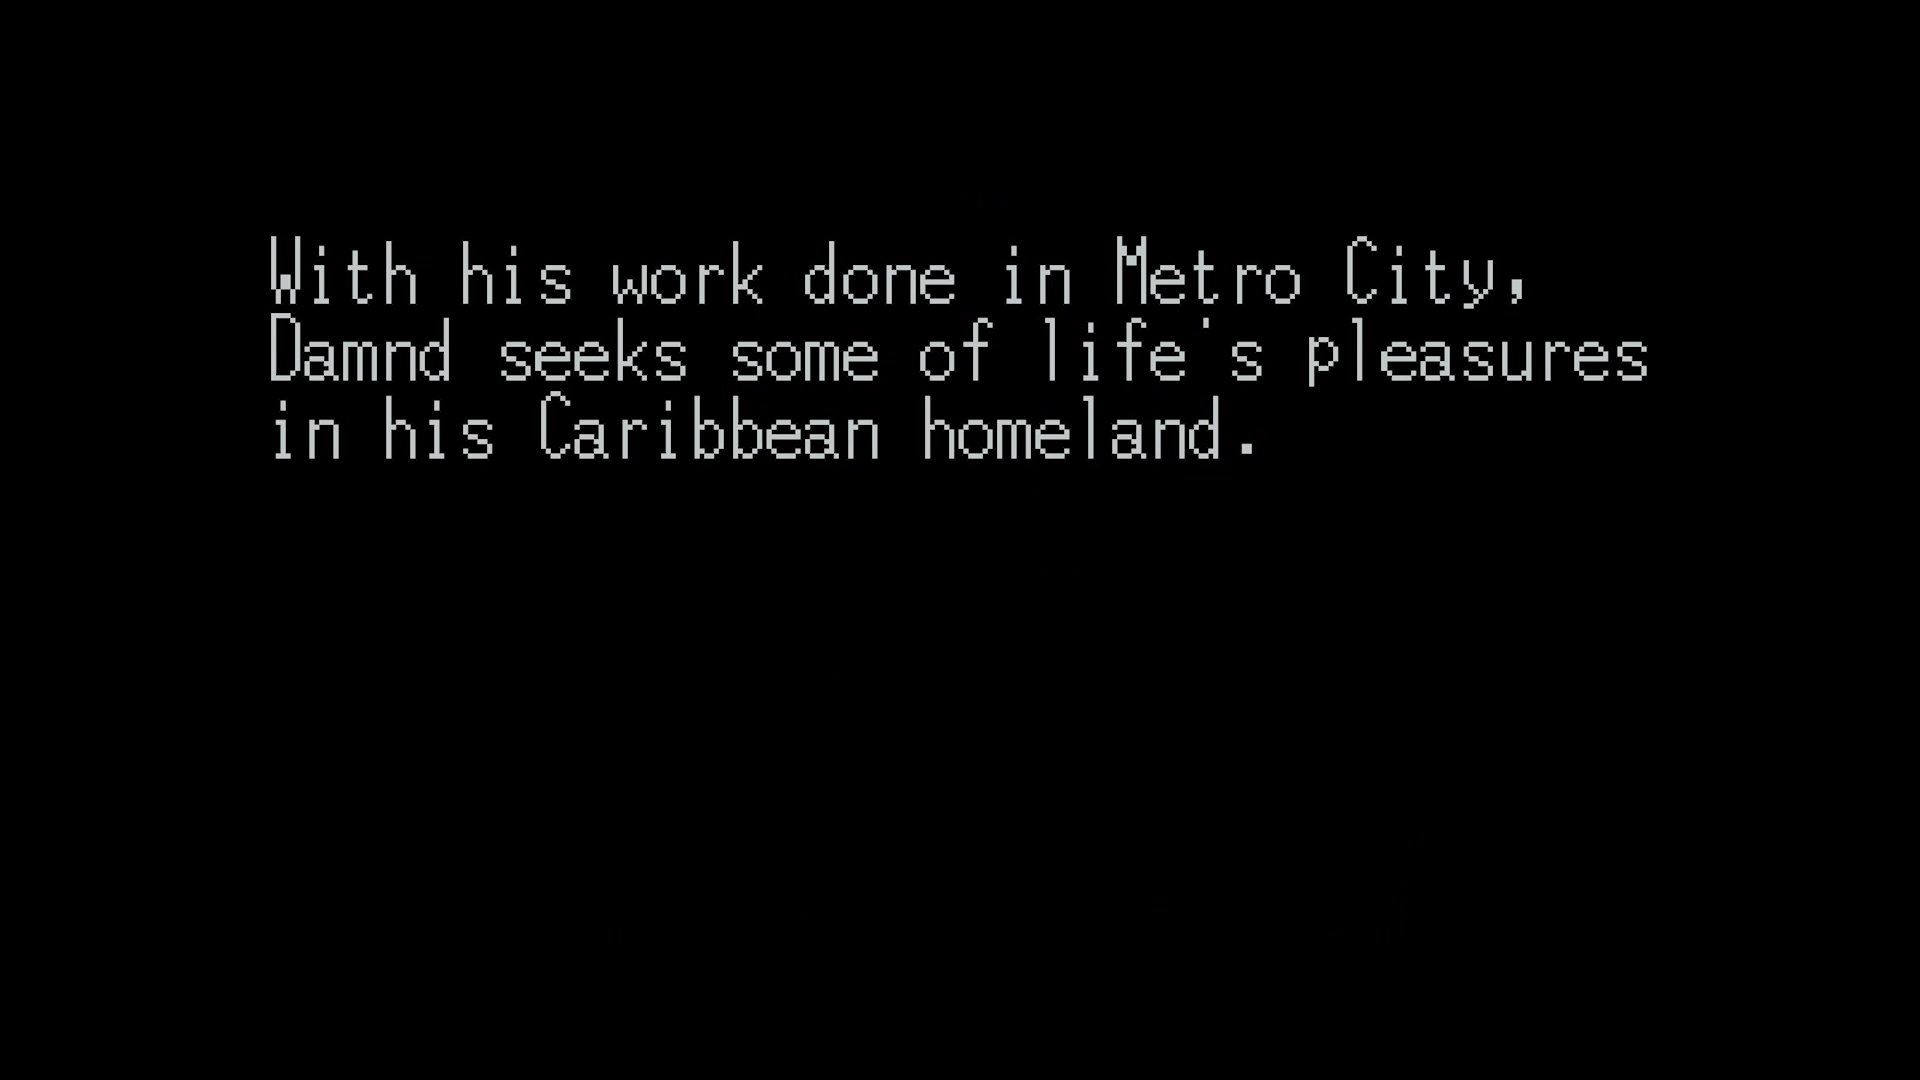 With his work done in Metro City,
Damnd seeks some of life's pleasures
in his Caribbean homeland.